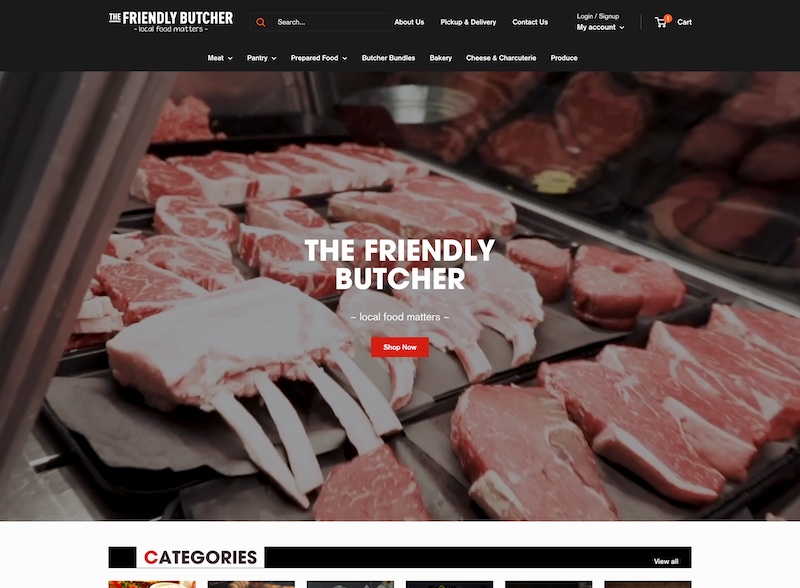 THE FRIENDLY BUTCHER
~ local food matters ~
Search...
About Us
Pickup & Delivery
Contact Us
Login / Signup
My account
1
Cart
Meat
Pantry
Prepared Food
Butcher Bundles
Bakery
Cheese & Charcuterie
Produce
THE FRIENDLY
BUTCHER
~ local food matters ~
Shop Now
CATEGORIES
View all